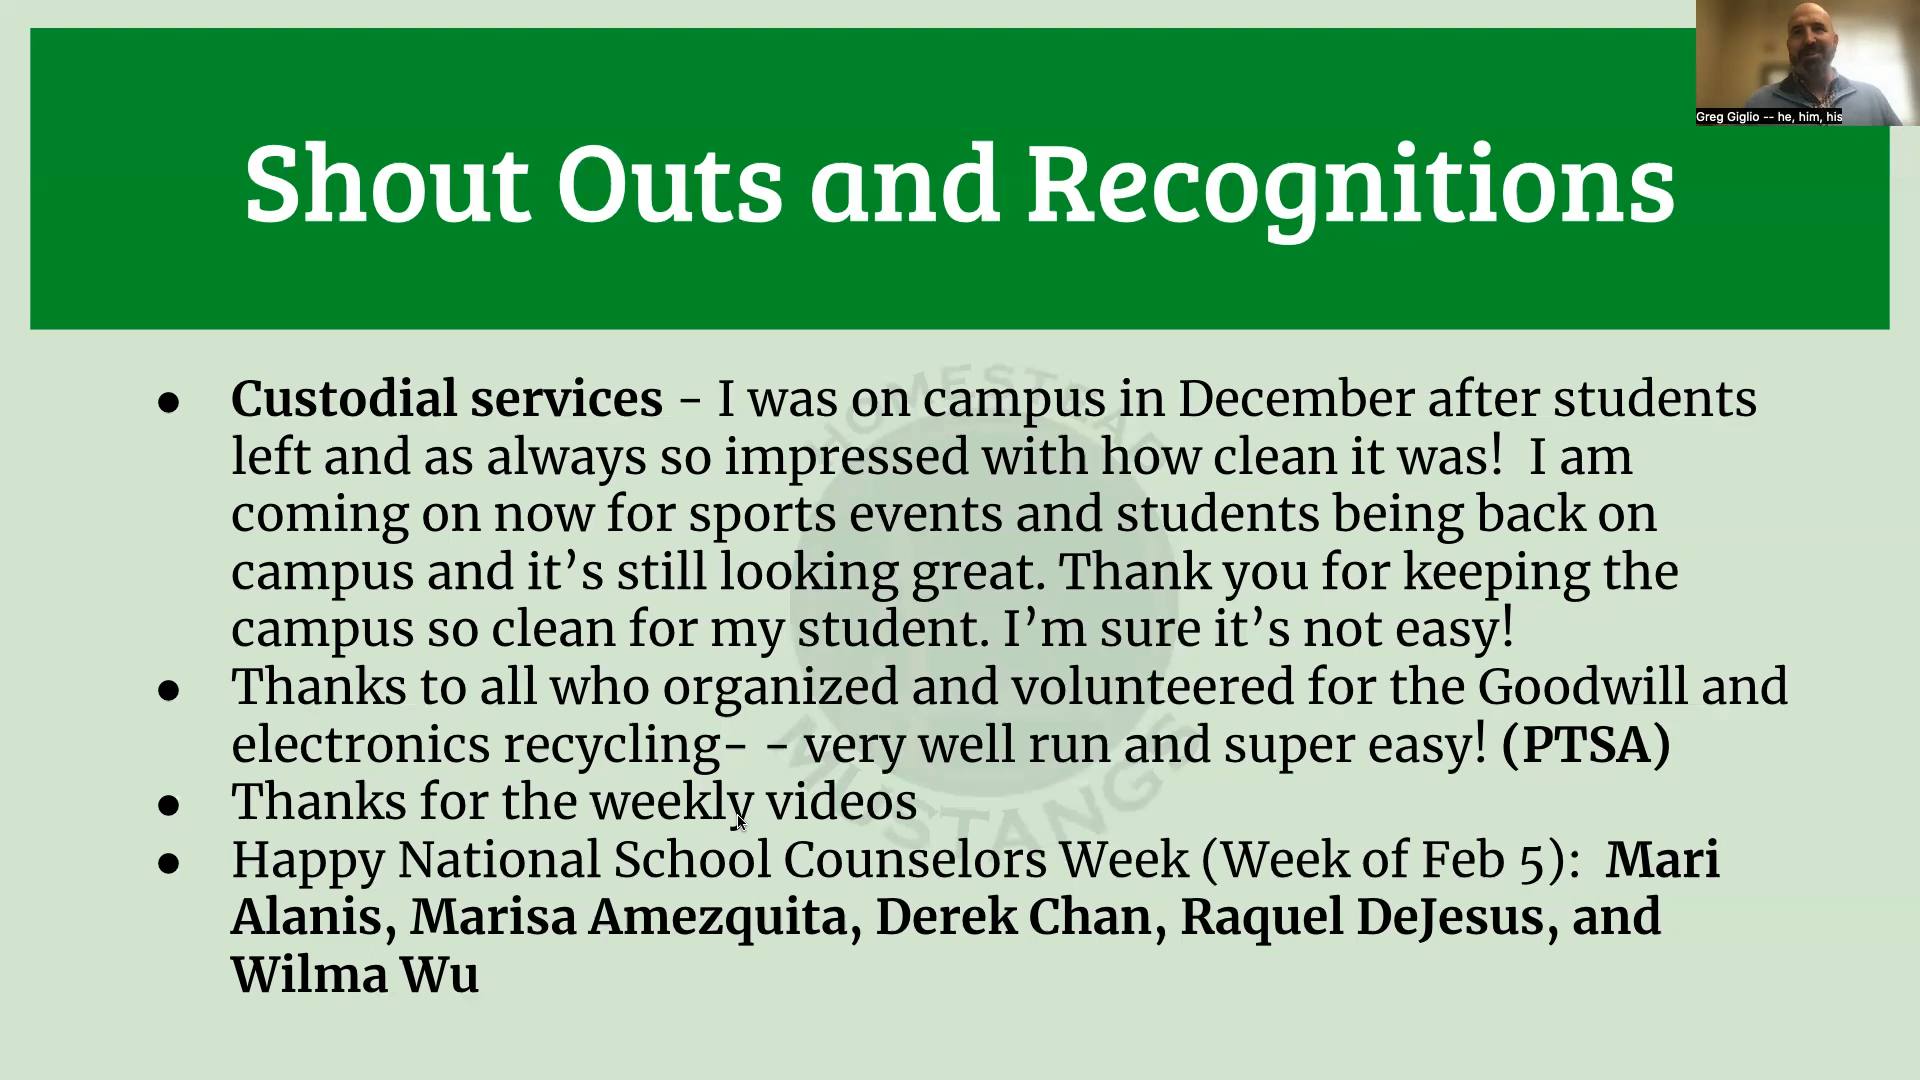 Greg Giglio -- he, him, his
Shout Outs and Recognitions
● Custodial services - I was on campus in December after students
left and as always so impressed with how clean it was!  I am
coming on now for sports events and students being back on
campus and it’s still looking great. Thank you for keeping the
campus so clean for my student. I’m sure it’s not easy!
● Thanks to all who organized and volunteered for the Goodwill and
electronics recycling- - very well run and super easy! (PTSA)
● Thanks for the weekly videos
● Happy National School Counselors Week (Week of Feb 5):  Mari
Alanis, Marisa Amezquita, Derek Chan, Raquel DeJesus, and
Wilma Wu
HOMESTEAD
MUSTANGS